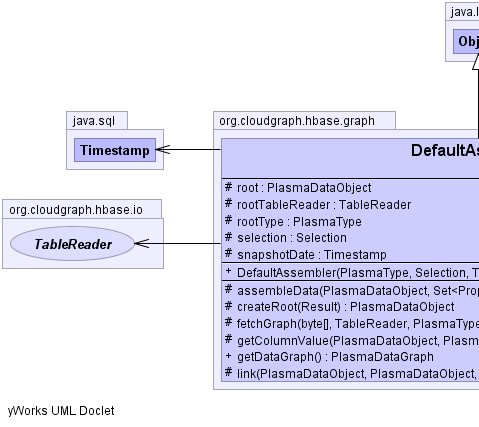 java.l
Obj
java.sql
Timestamp
org.cloudgraph.hbase.graph
DefaultAs
# root : PlasmaDataObject
# rootTableReader : TableReader
# rootType : PlasmaType
# selection : Selection
# snapshotDate : Timestamp
+ DefaultAssembler(PlasmaType, Selection, T
# assembleData(PlasmaDataObject, Set<Prop
# createRoot(Result) : PlasmaDataObject
# fetchGraph(byte[], TableReader, PlasmaType
# getColumnValue(PlasmaDataObject, Plasm
+ getDataGraph() : PlasmaDataGraph
# link(PlasmaDataObject, PlasmaDataObject,
org.cloudgraph.hbase.io
TableReader
yWorks UML Doclet